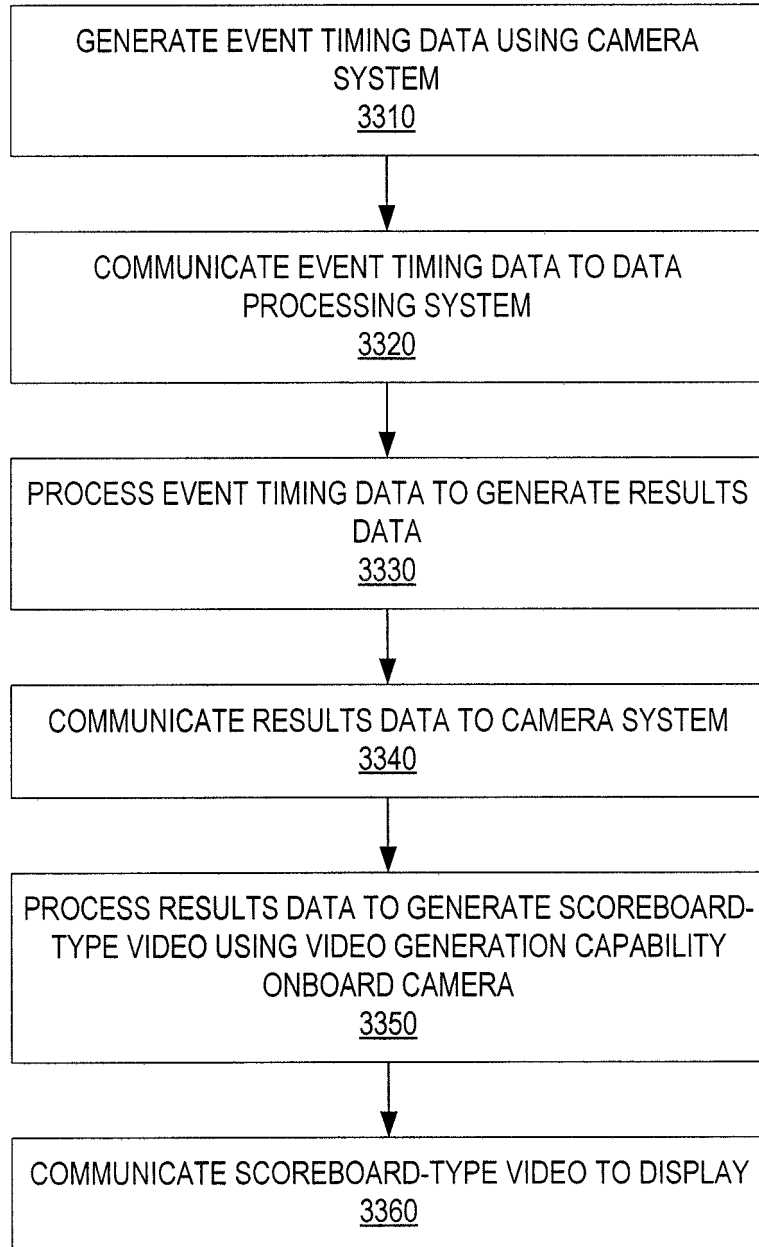 GENERATE EVENT TIMING DATA USING CAMERA
SYSTEM
3310
COMMUNICATE EVENT TIMING DATA TO DATA
PROCESSING SYSTEM
3320
PROCESS EVENT TIMING DATA TO GENERATE RESULTS
DATA
3330
COMMUNICATE RESULTS DATA TO CAMERA SYSTEM
3340
PROCESS RESULTS DATA TO GENERATE SCOREBOARD-
TYPE VIDEO USING VIDEO GENERATION CAPABILITY
ONBOARD CAMERA
3350
COMMUNICATE SCOREBOARD-TYPE VIDEO TO DISPLAY
3360